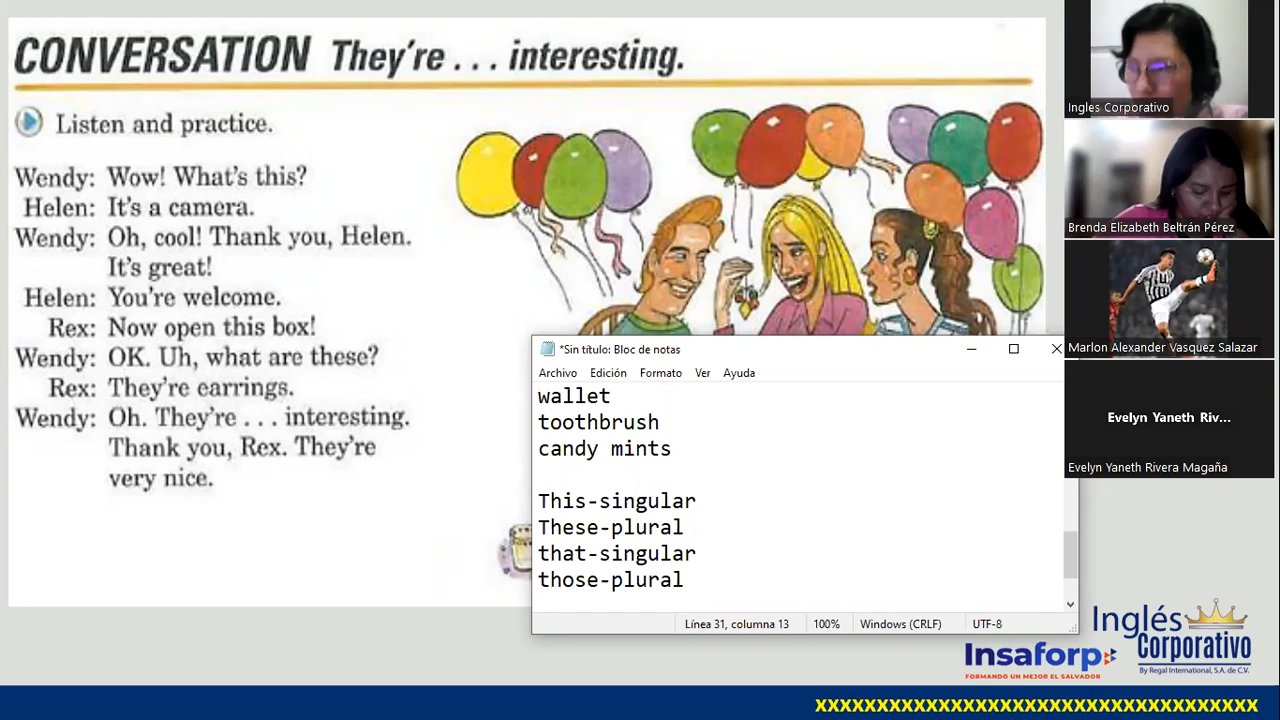 CONVERSATION They're . . . interesting.
Listen and practice.
Wendy: Wow! What's this?
Helen: It's a camera.
Wendy: Oh, cool! Thank you, Helen.
It's great!
Helen: You're welcome.
Rex: Now open this box!
Wendy: OK. Uh, what are these?
Rex: They're earrings.
Wendy: Oh. They're . . . interesting.
Thank you, Rex. They're
very nice.
*Sin título: Bloc de notas
Archivo Edición Formato Ver Ayuda
wallet
toothbrush
candy mints
This-singular
These-plural
that-singular
those-plural
Línea 31, columna 13 100% Windows (CRLF) UTF-8
Ingles Corporativo
Brenda Elizabeth Beltrán Pérez
Marlon Alexander Vasquez Salazar
Evelyn Yaneth Riv...
Evelyn Yaneth Rivera Magaña
Inglés
Corporativo
By Regal International, S.A. de C.V.
Insaforp
FORMANDO UN MEJOR EL SALVADOR
XXXXXXXXXXXXXXXXXXXXXXXXXXXXXXXXXXXX